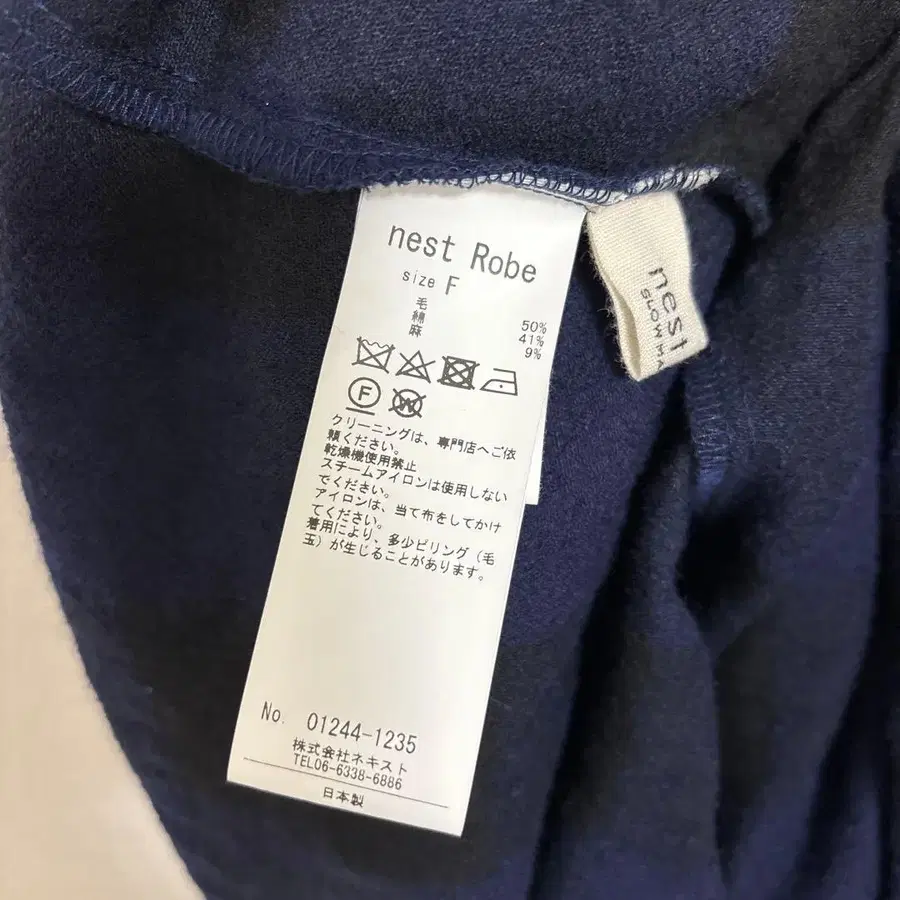 nest Robe
size F
毛 50%
綿 41%
麻 9%
F
W
クリーニングは、専門店へご依
頼ください。
乾燥機使用禁止
スチームアイロンは使用しない
でください。
アイロンは、当て布をしてかけ
てください。
着用により、多少ピリング（毛
玉）が生じることがあります。
No. 01244-1235
株式会社ネキスト
TEL06-6338-6886
日本製
nest
SLOW MA